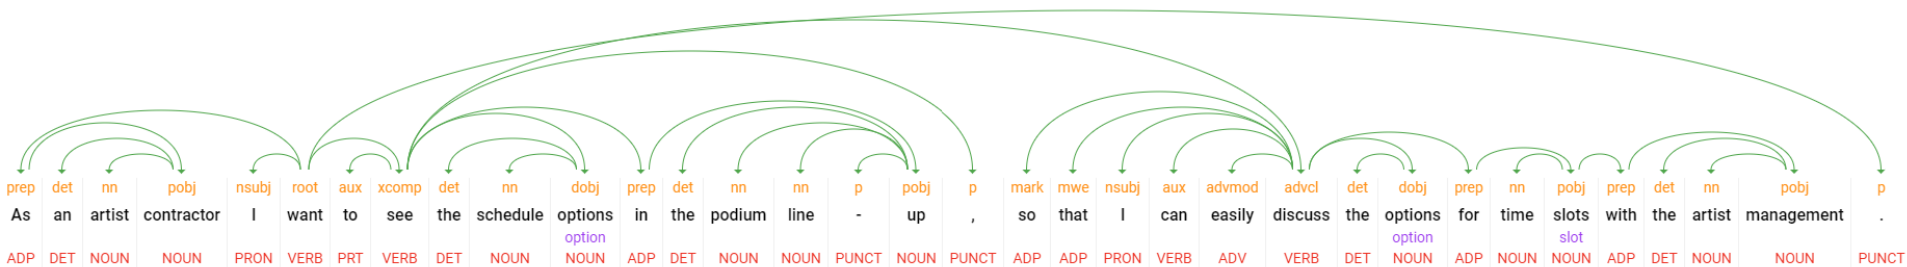 prep det nn pobj nsubj root aux xcomp det nn dobj prep det nn nn p pobj p mark mwe nsubj aux advmod advcl det dobj prep nn pobj prep det nn pobj p
As an artist contractor I want to see the schedule options in the podium line - up , so that I can easily discuss the options for time slots with the artist management .
option option slot
ADP DET NOUN NOUN PRON VERB PRT VERB DET NOUN NOUN ADP DET NOUN NOUN PUNCT NOUN PUNCT ADP ADP PRON VERB ADV VERB DET NOUN ADP NOUN NOUN ADP DET NOUN NOUN PUNCT